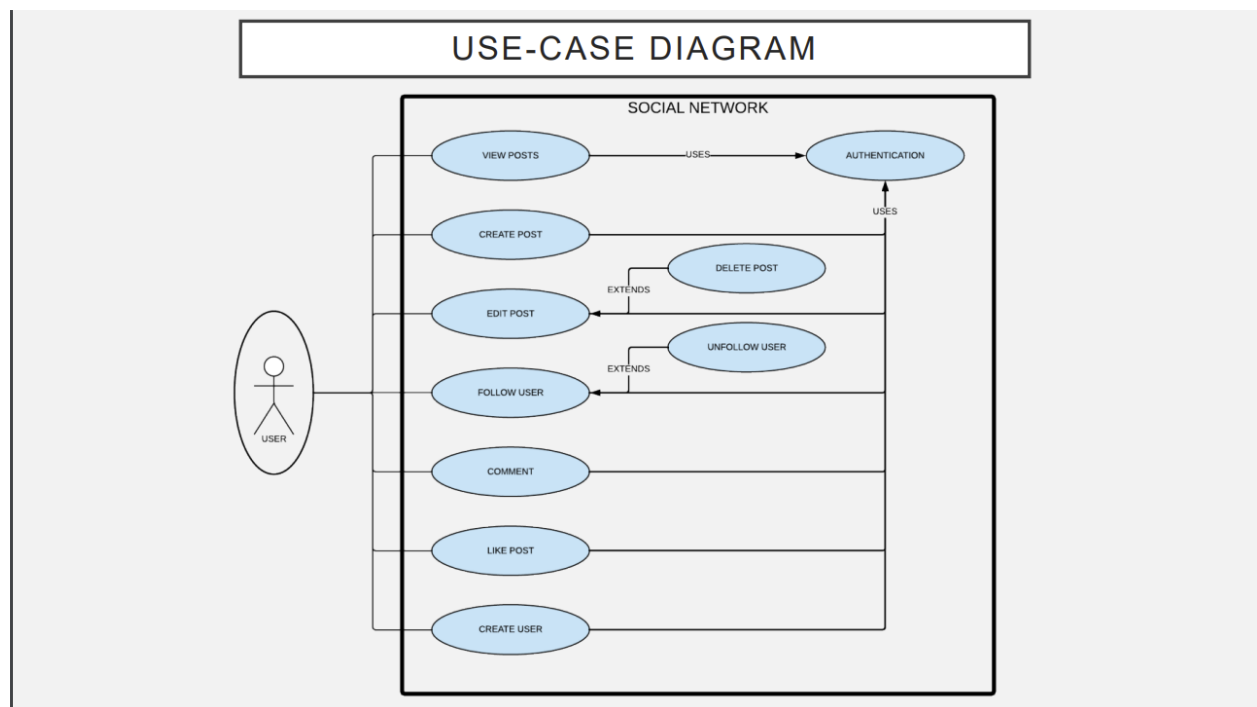 USE-CASE DIAGRAM
SOCIAL NETWORK
VIEW POSTS
USES
AUTHENTICATION
USES
CREATE POST
DELETE POST
EXTENDS
EDIT POST
UNFOLLOW USER
EXTENDS
FOLLOW USER
USER
COMMENT
LIKE POST
CREATE USER